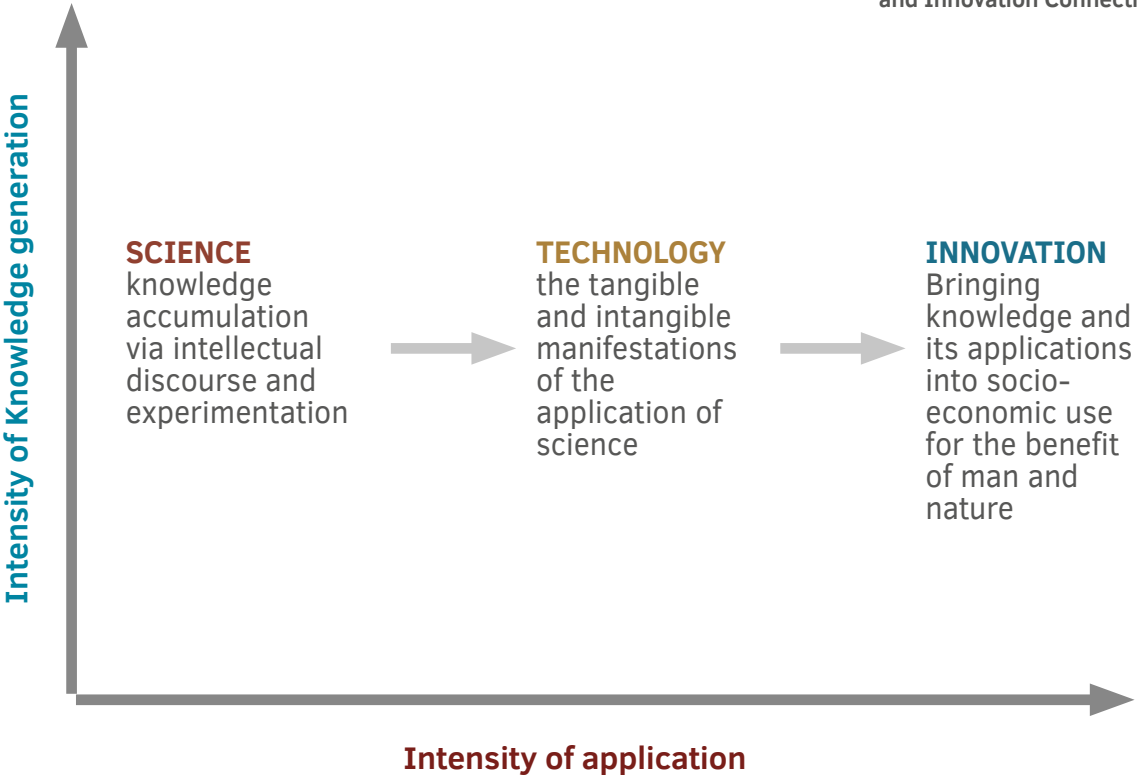 and Innovation
Intensity of Knowledge generation
SCIENCE
knowledge
accumulation
via intellectual
discourse and
experimentation
TECHNOLOGY
the tangible
and intangible
manifestations
of the
application of
science
INNOVATION
Bringing
knowledge and
its applications
into socio-
economic use
for the benefit
of man and
nature
Intensity of application